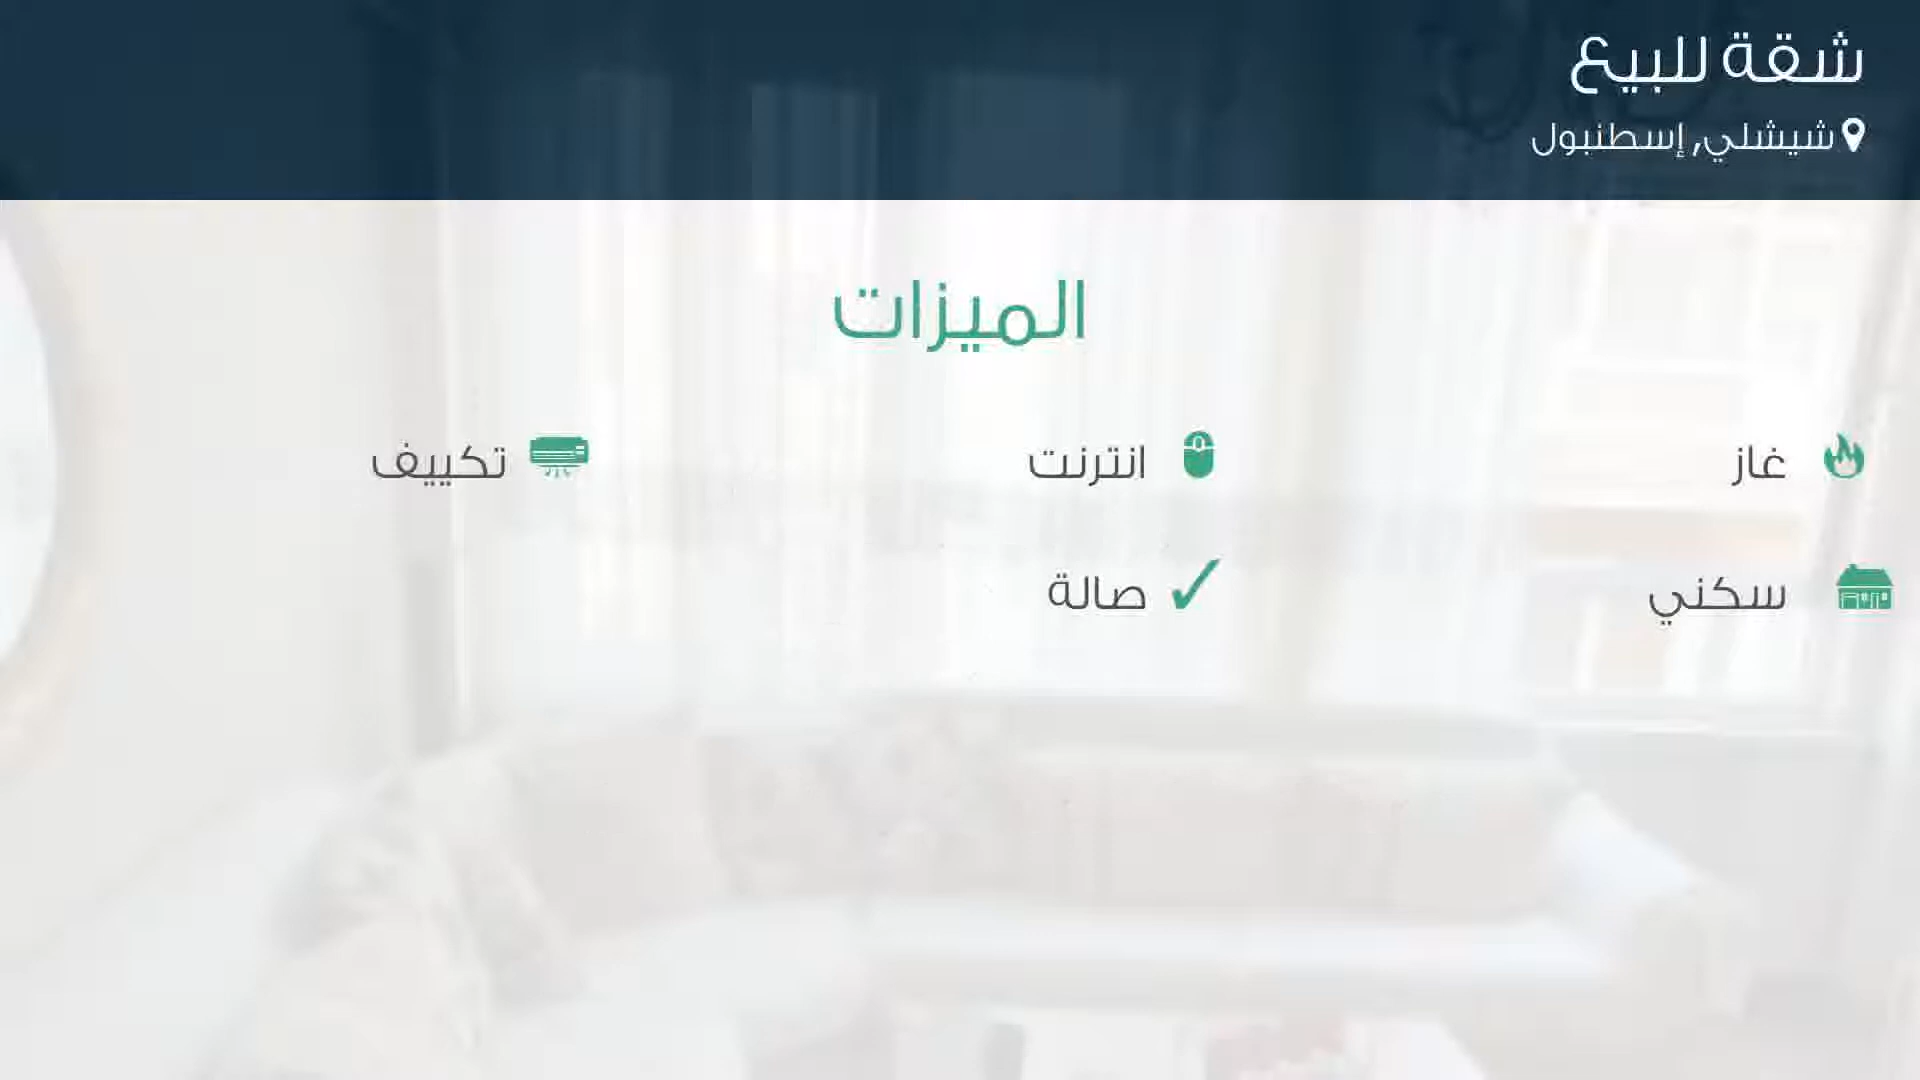 شقة للبيع
شيشلي, إسطنبول
الميزات
غاز
انترنت
تكييف
سكني
صالة